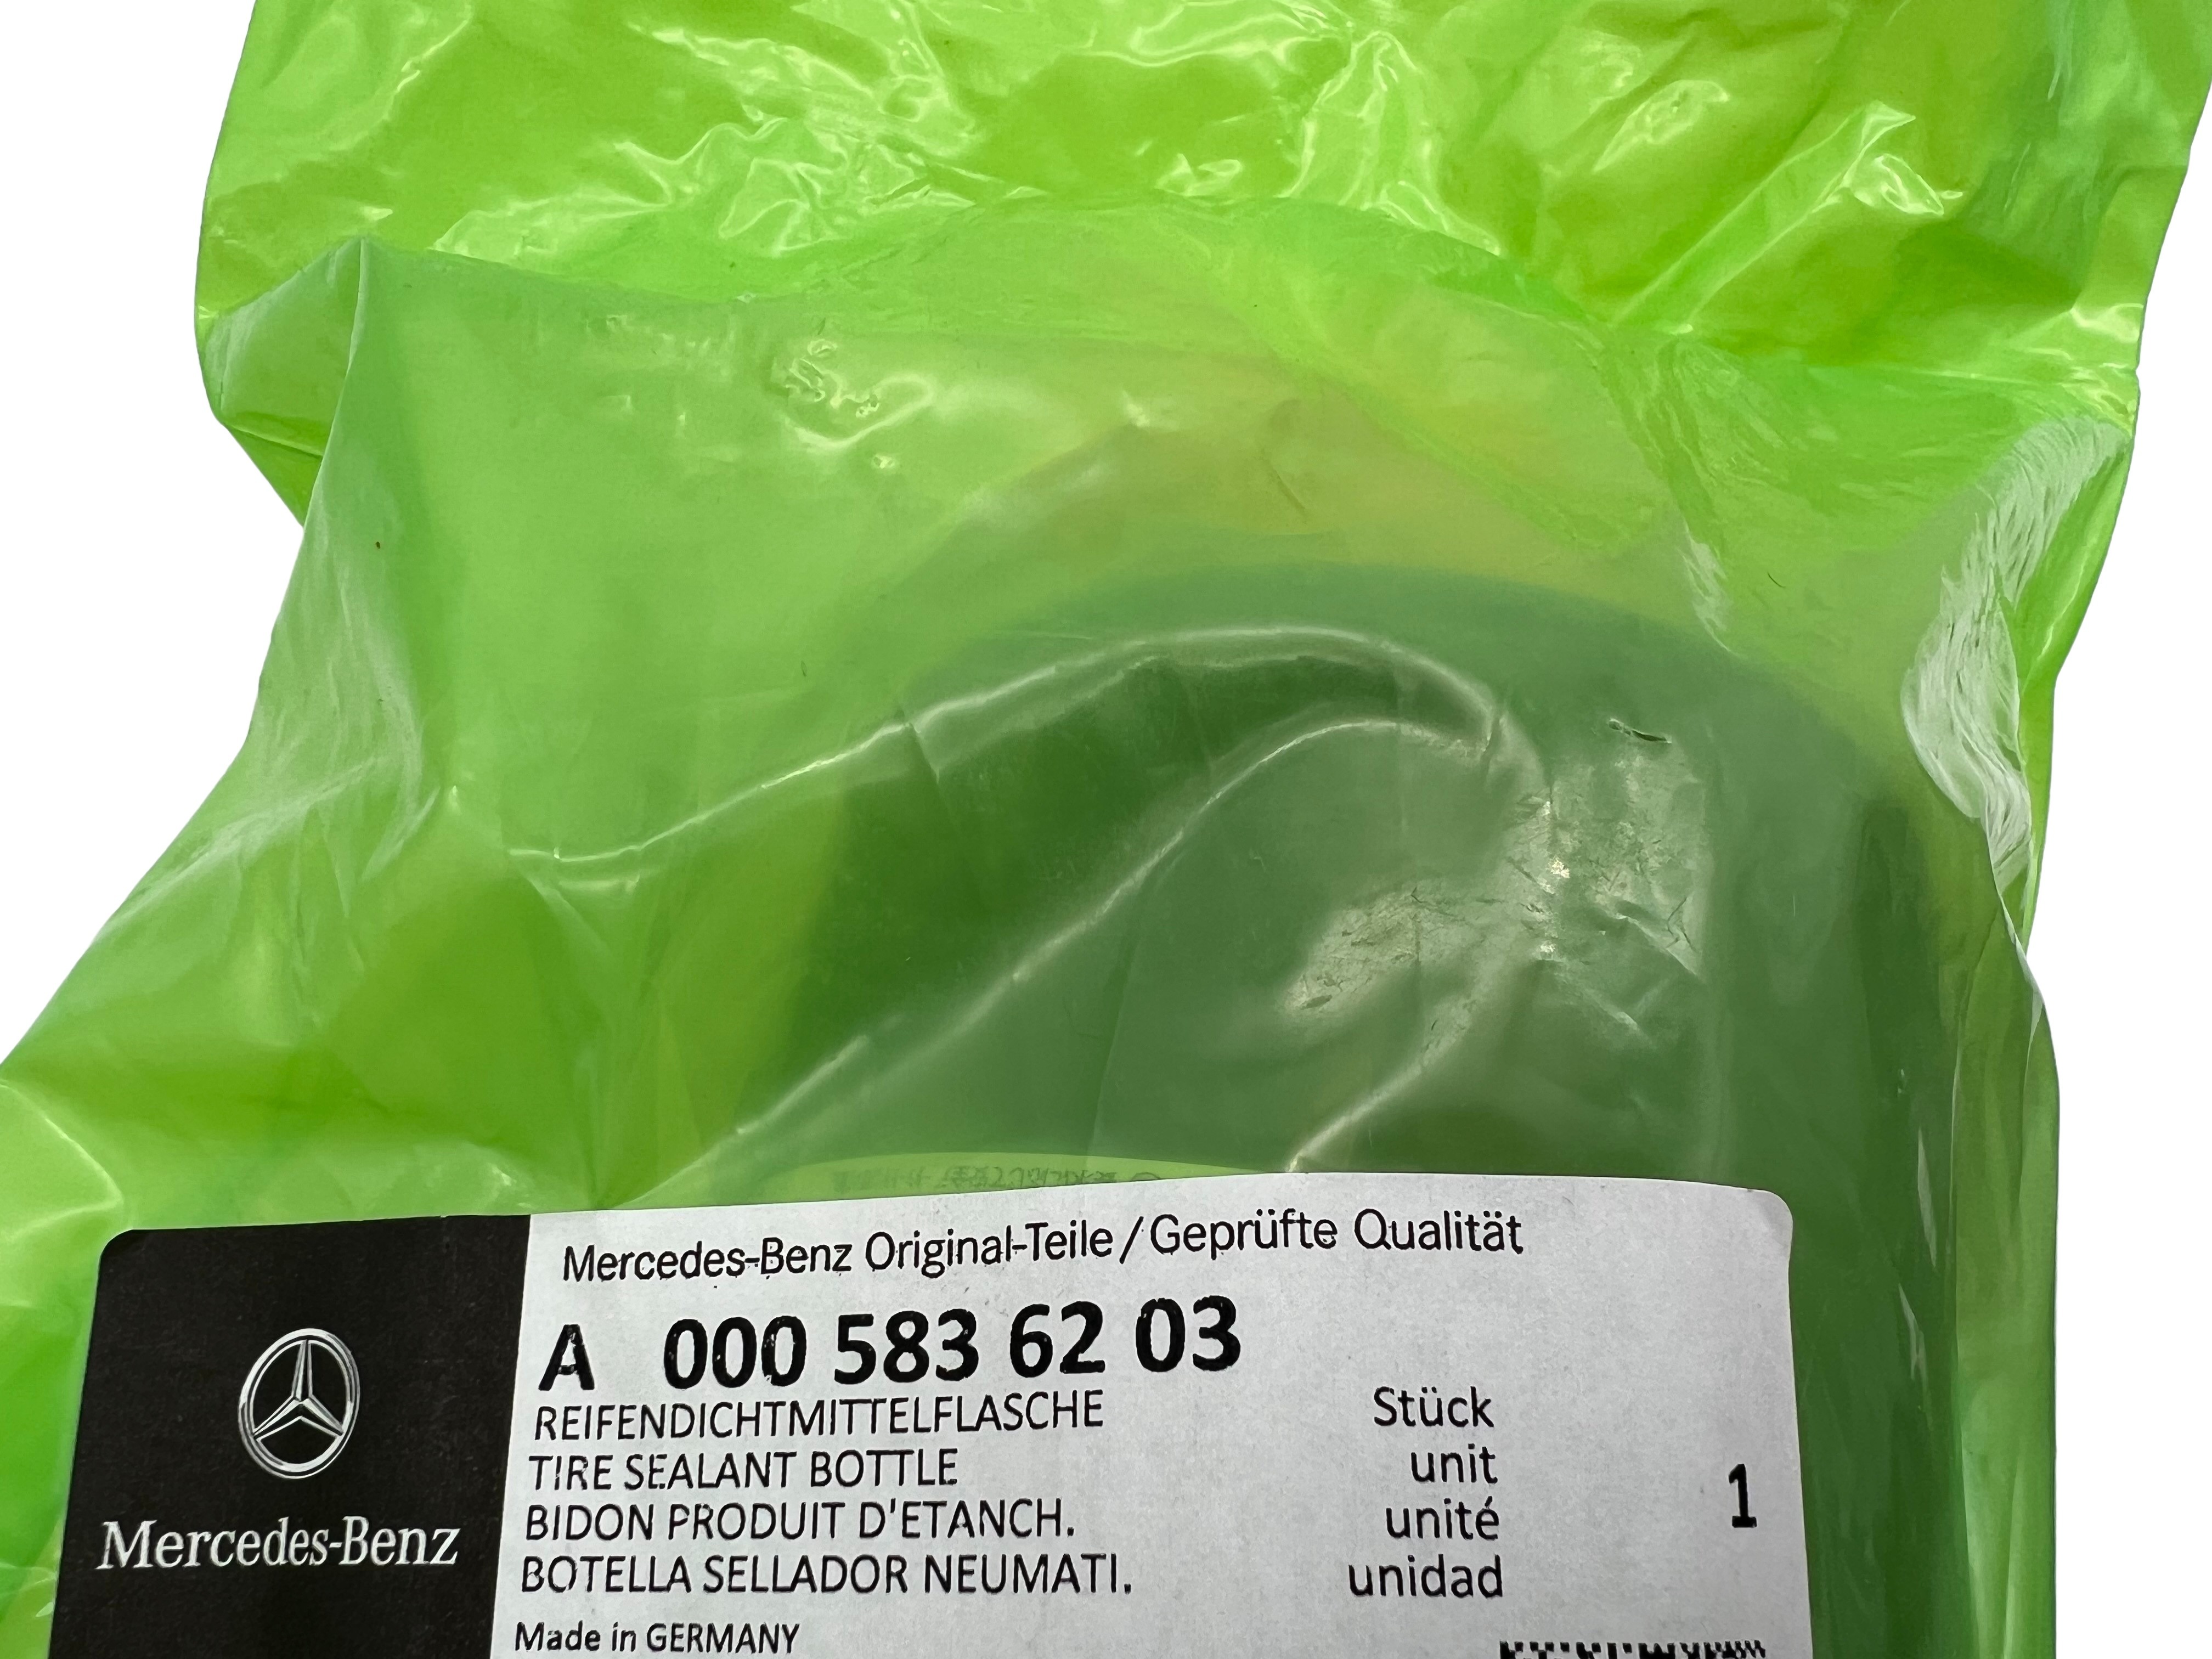 Mercedes-Benz Original-Teile/Geprüfte Qualität
A 000 583 62 03
REIFENDICHTMITTELFLASCHE Stück
TIRE SEALANT BOTTLE unit
BIDON PRODUIT D'ETANCH. unité
BOTELLA SELLADOR NEUMATI. unidad
1
Made in GERMANY
Mercedes-Benz